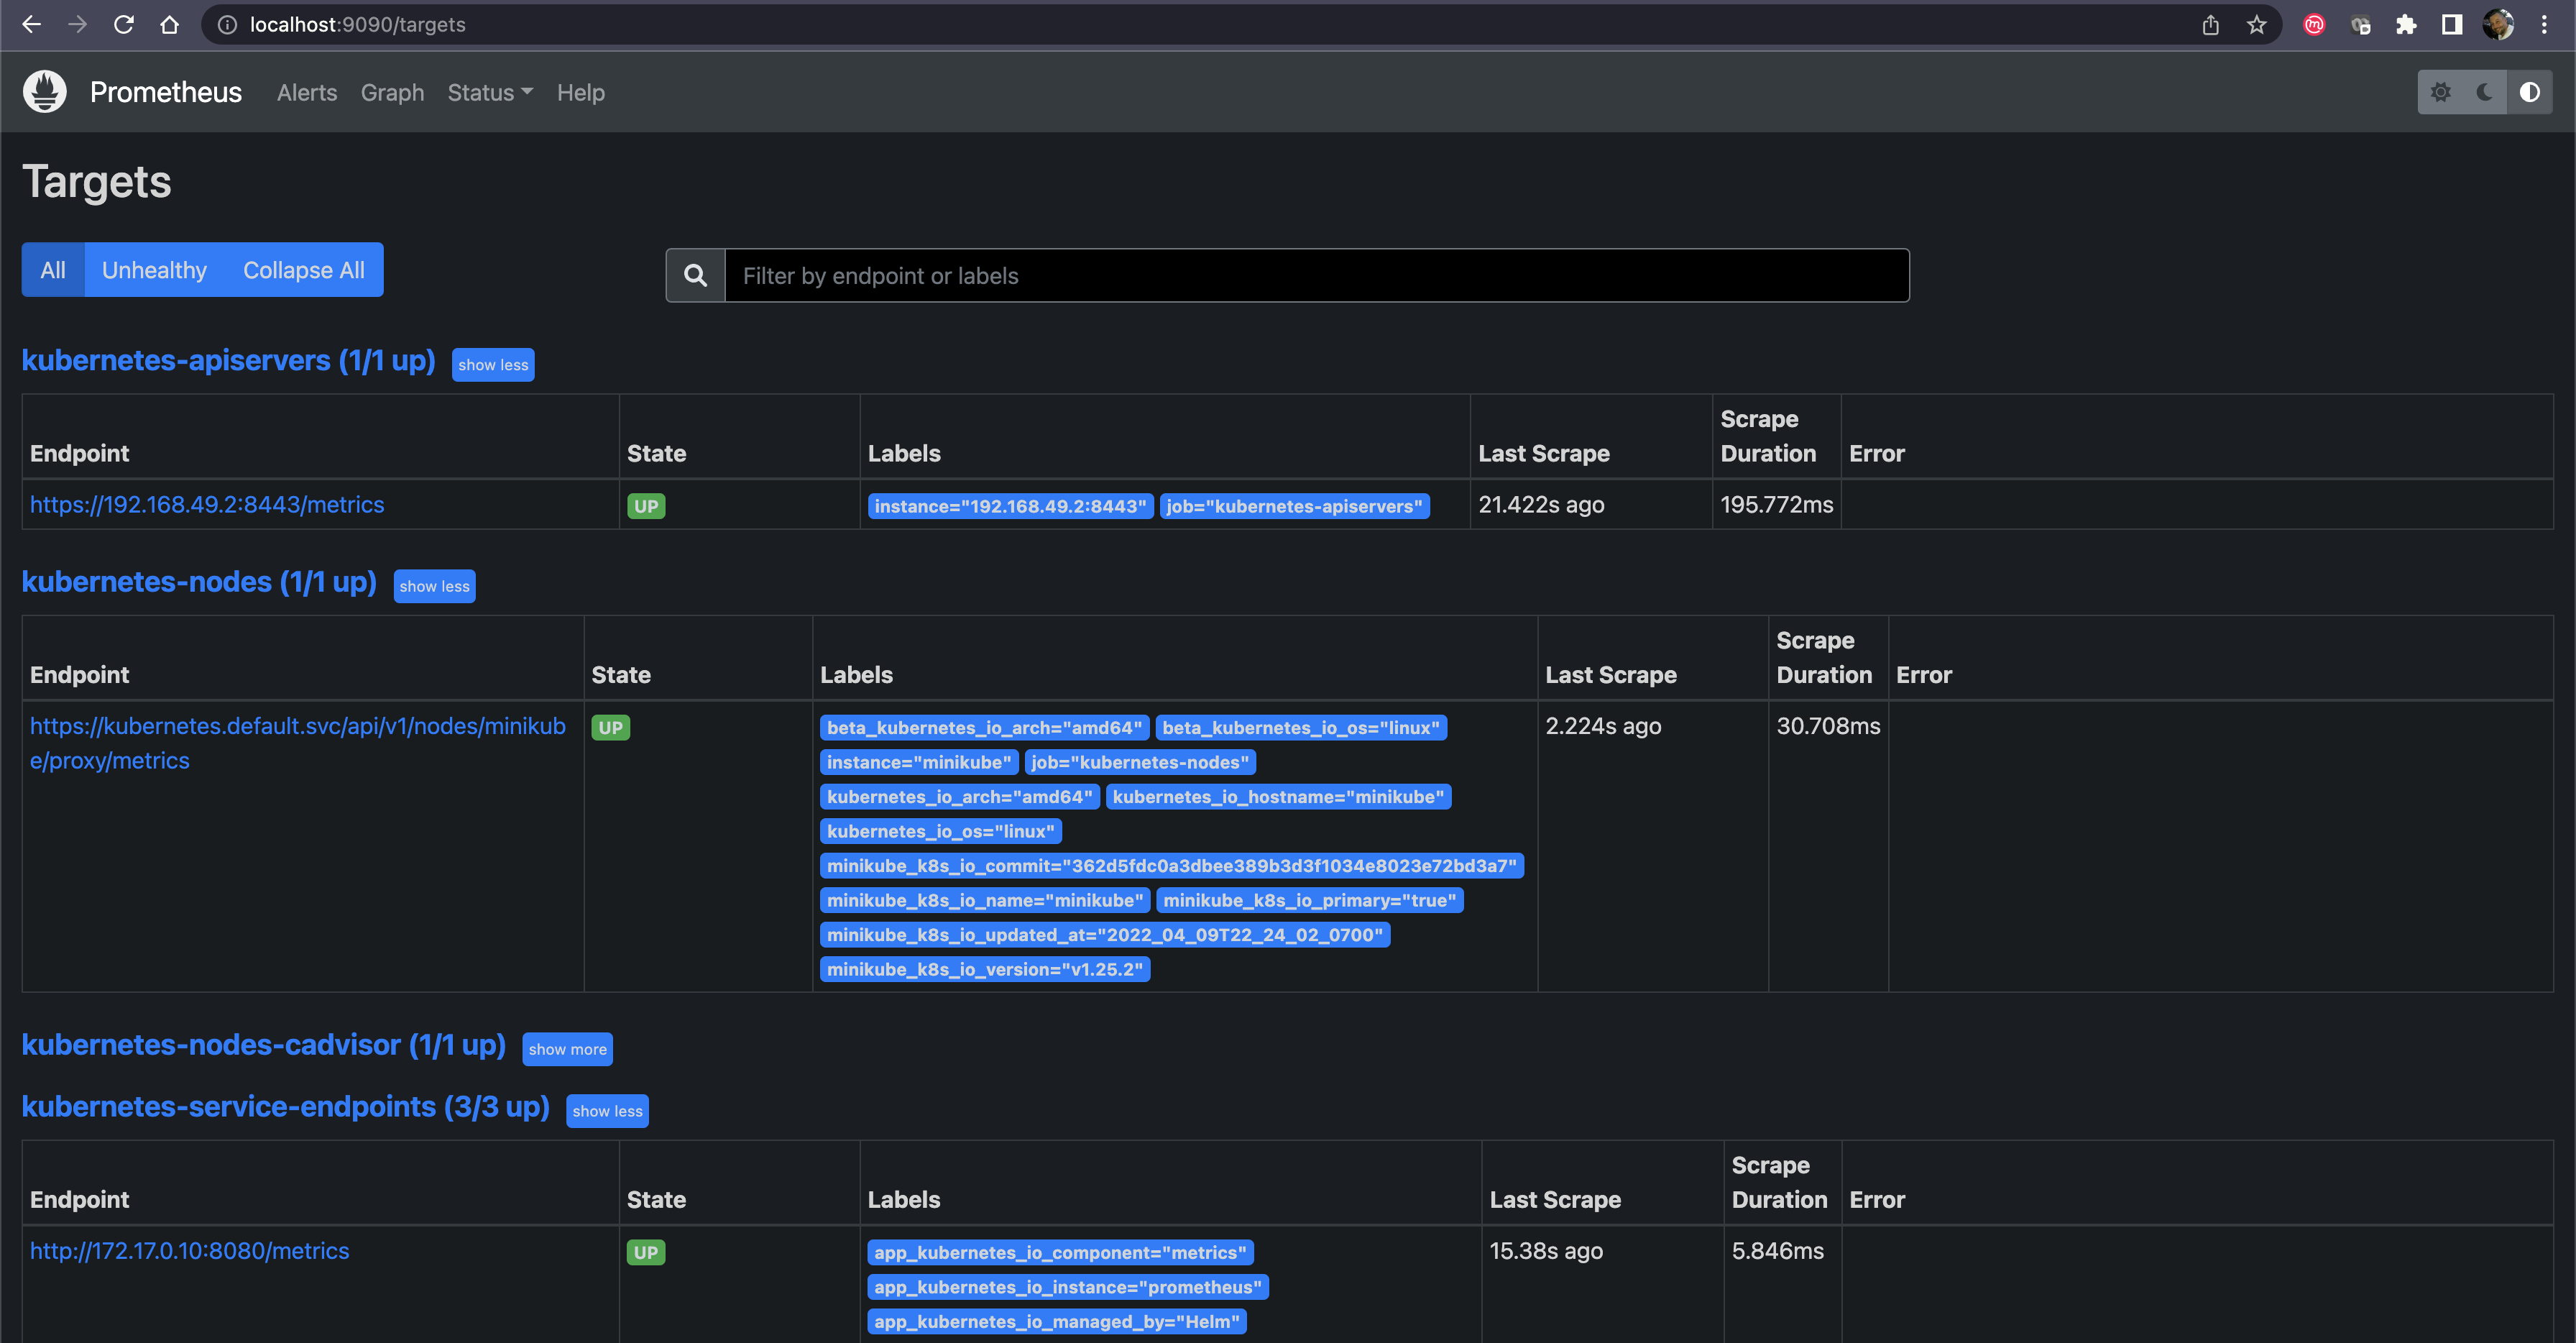 localhost:9090/targets
Prometheus Alerts Graph Status Help
Targets
All Unhealthy Collapse All
Filter by endpoint or labels
kubernetes-apiservers (1/1 up) show less
Endpoint State Labels Last Scrape Scrape Duration Error
https://192.168.49.2:8443/metrics UP instance="192.168.49.2:8443" job="kubernetes-apiservers" 21.422s ago 195.772ms
kubernetes-nodes (1/1 up) show less
Endpoint State Labels Last Scrape Scrape Duration Error
https://kubernetes.default.svc/api/v1/nodes/minikub UP beta_kubernetes_io_arch="amd64" beta_kubernetes_io_os="linux" 2.224s ago 30.708ms
e/proxy/metrics instance="minikube" job="kubernetes-nodes"
kubernetes_io_arch="amd64" kubernetes_io_hostname="minikube"
kubernetes_io_os="linux"
minikube_k8s_io_commit="362d5fdc0a3dbee389b3d3f1034e8023e72bd3a7"
minikube_k8s_io_name="minikube" minikube_k8s_io_primary="true"
minikube_k8s_io_updated_at="2022_04_09T22_24_02_0700"
minikube_k8s_io_version="v1.25.2"
kubernetes-nodes-cadvisor (1/1 up) show more
kubernetes-service-endpoints (3/3 up) show less
Endpoint State Labels Last Scrape Scrape Duration Error
http://172.17.0.10:8080/metrics UP app_kubernetes_io_component="metrics" 15.38s ago 5.846ms
app_kubernetes_io_instance="prometheus"
app_kubernetes_io_managed_by="Helm"